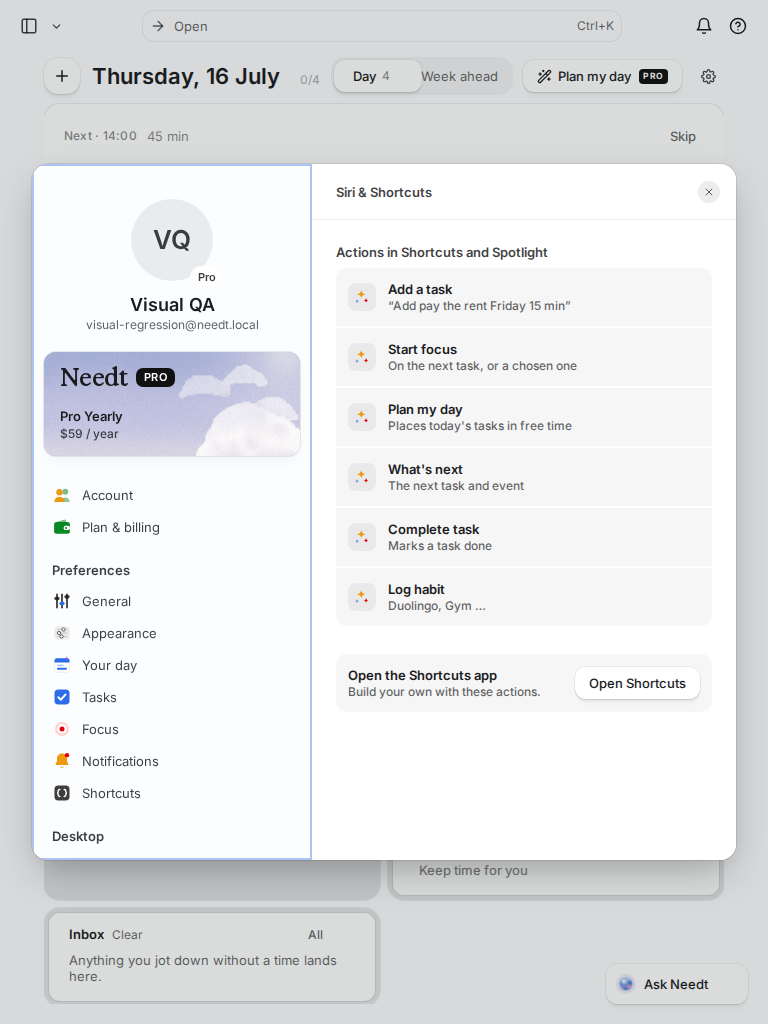 Open
Ctrl+K
Thursday, 16 July
0/4
Day 4
Week ahead
Plan my day PRO
Next · 14:00 45 min
Skip
VQ
Pro
Visual QA
visual-regression@needt.local
Needt PRO
Pro Yearly
$59 / year
Account
Plan & billing
Preferences
General
Appearance
Your day
Tasks
Focus
Notifications
Shortcuts
Desktop
Siri & Shortcuts
Actions in Shortcuts and Spotlight
Add a task
“Add pay the rent Friday 15 min”
Start focus
On the next task, or a chosen one
Plan my day
Places today's tasks in free time
What's next
The next task and event
Complete task
Marks a task done
Log habit
Duolingo, Gym ...
Open the Shortcuts app
Build your own with these actions.
Open Shortcuts
Keep time for you
Inbox Clear
All
Anything you jot down without a time lands
here.
Ask Needt